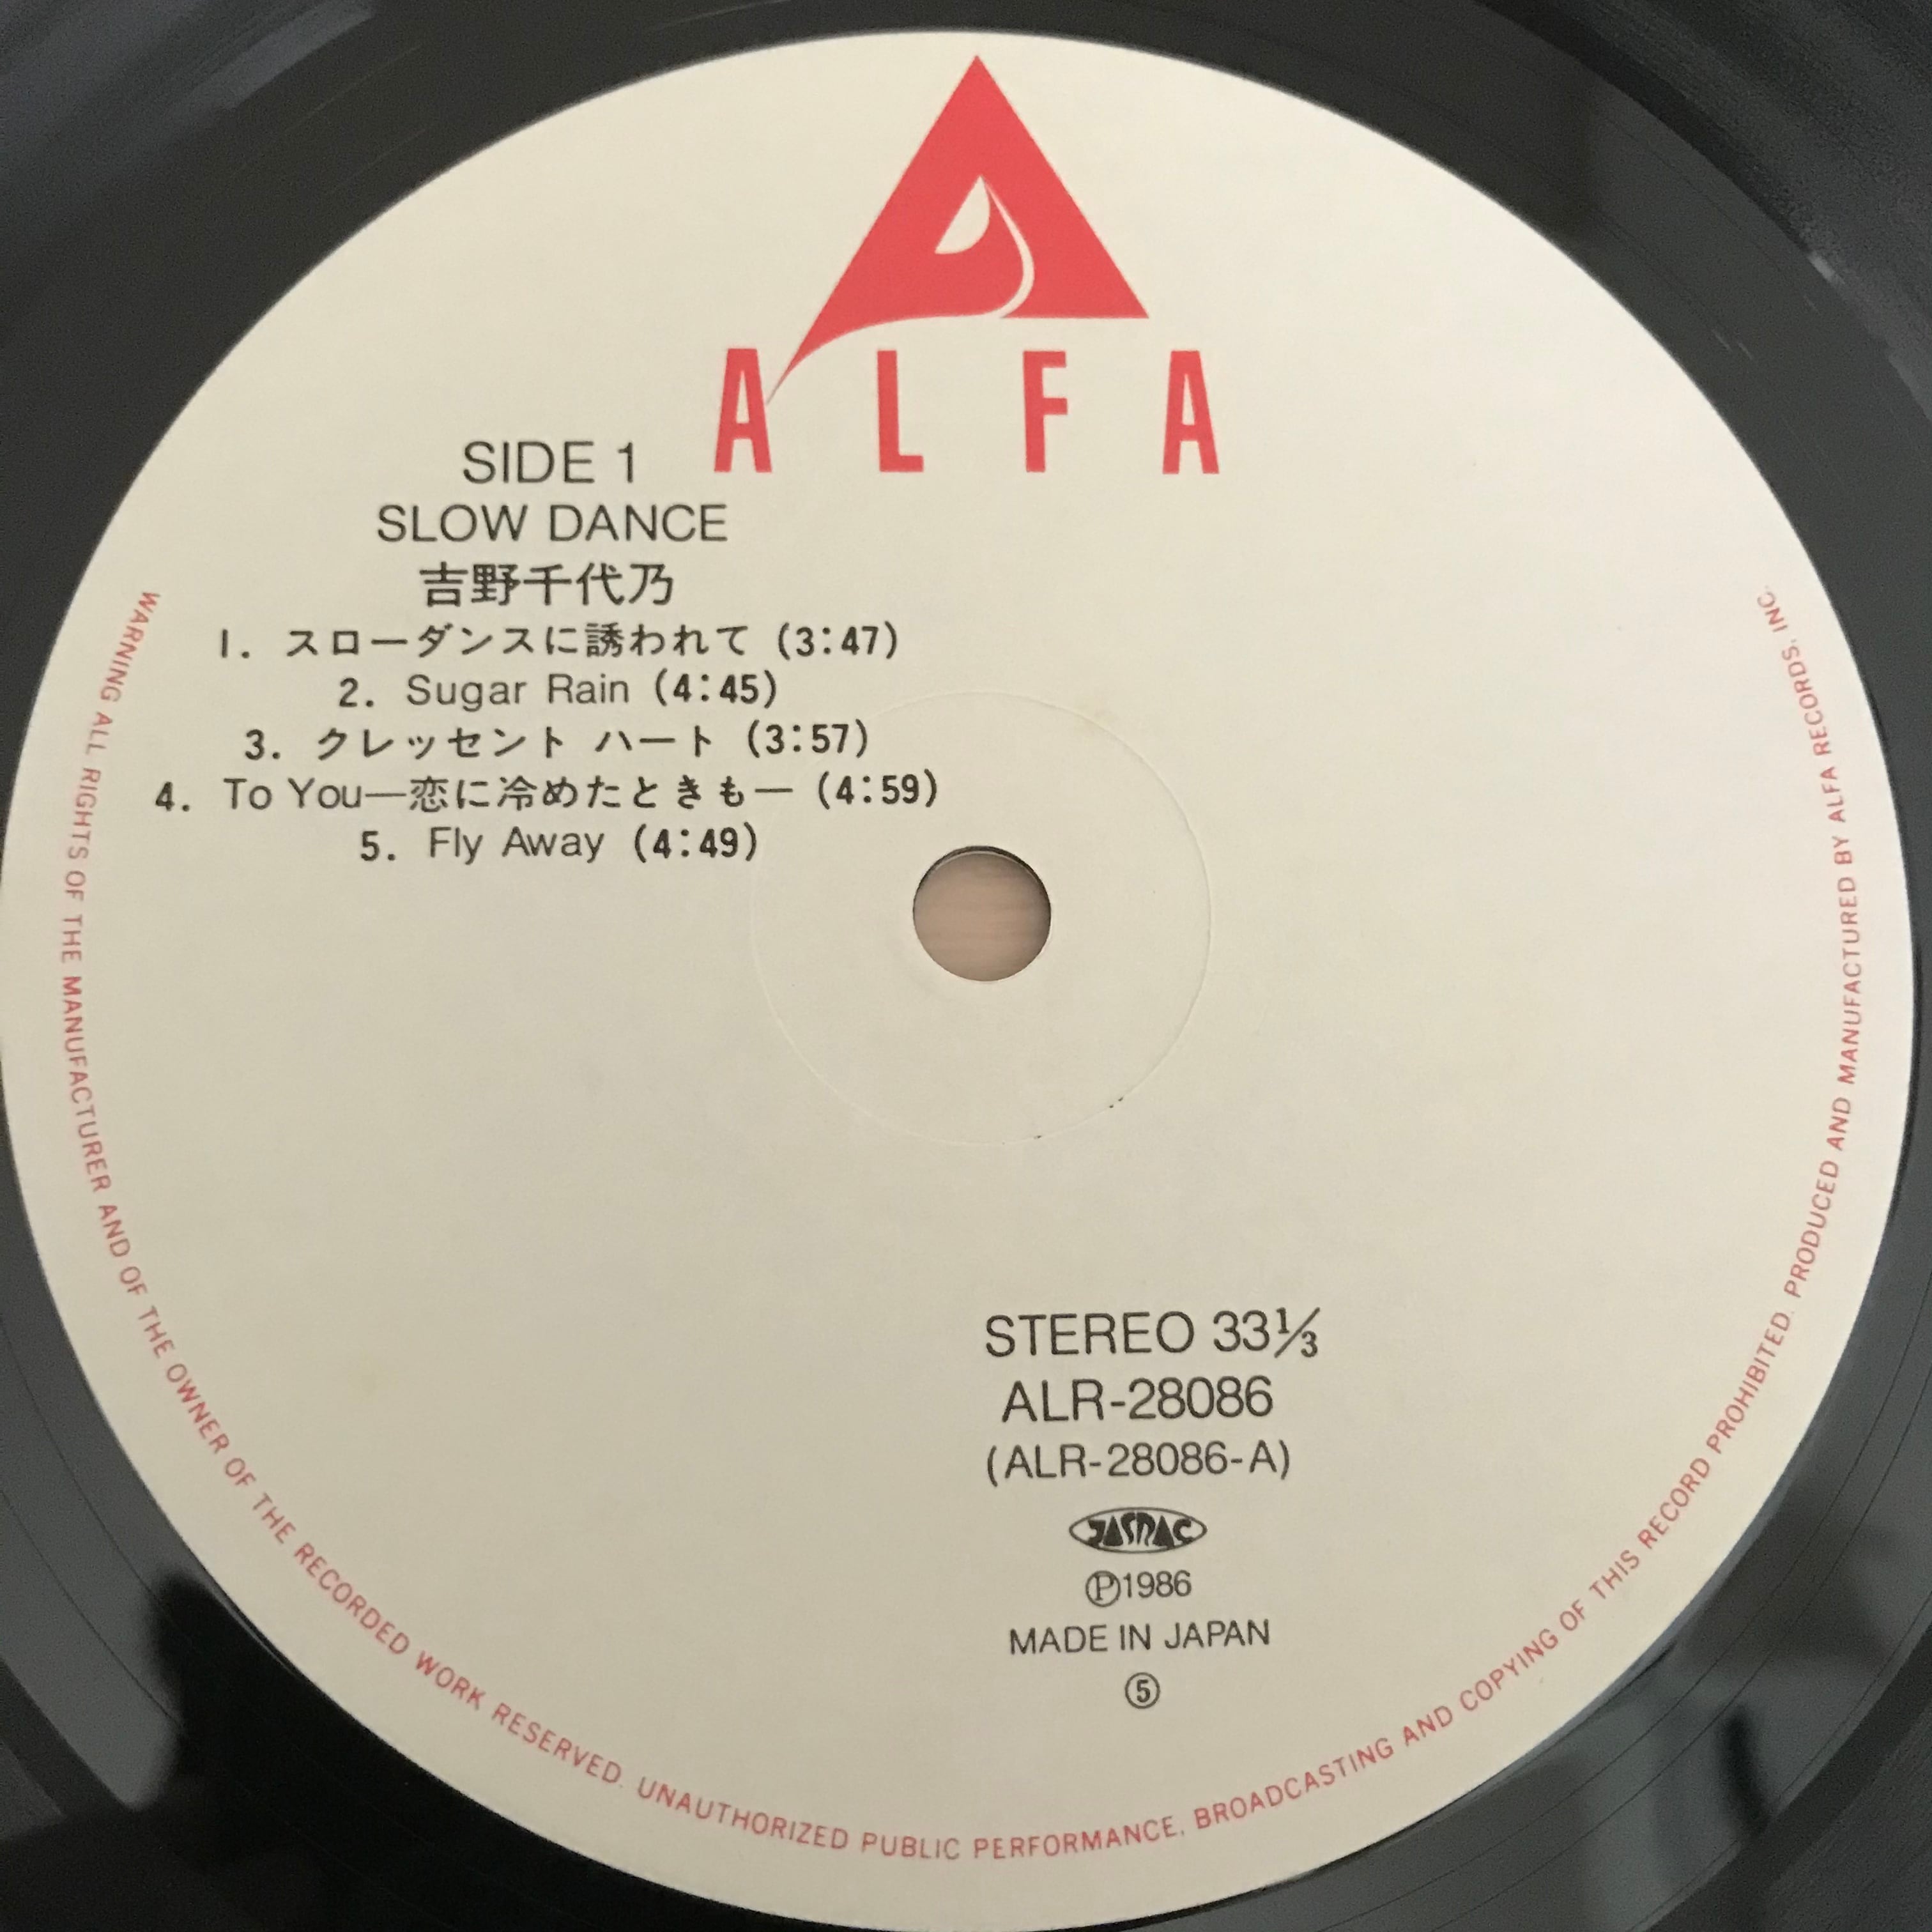 ALFA
SIDE 1
SLOW DANCE
吉野千代乃
1. スローダンスに誘われて (3:47)
2. Sugar Rain (4:45)
3. クレッセント ハート (3:57)
4. To You―恋に冷めたときも― (4:59)
5. Fly Away (4:49)
STEREO 33⅓
ALR-28086
(ALR-28086-A)
JASRAC
Ⓟ1986
MADE IN JAPAN
⑤
WARNING ALL RIGHTS OF THE MANUFACTURER AND OF THE OWNER OF THE RECORDED WORK RESERVED. UNAUTHORIZED PUBLIC PERFORMANCE, BROADCASTING AND COPYING OF THIS RECORD PROHIBITED. PRODUCED AND MANUFACTURED BY ALFA RECORDS, INC.